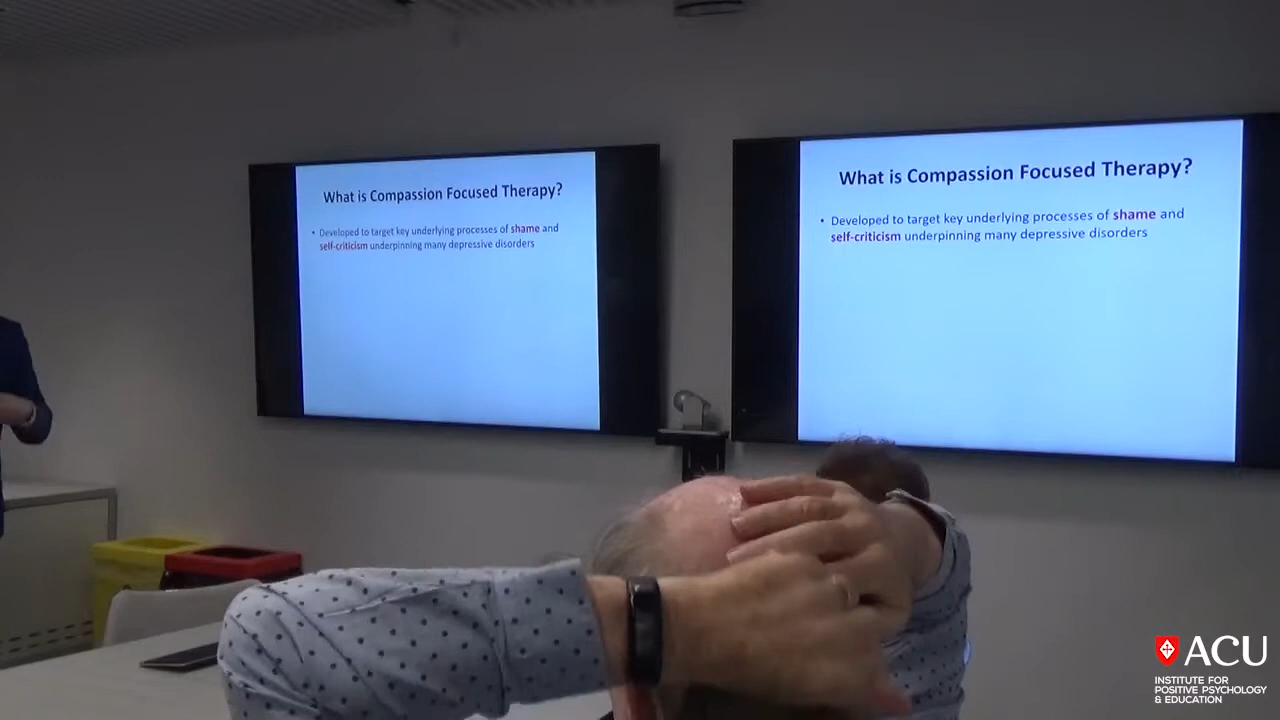 What is Compassion Focused Therapy?
• Developed to target key underlying processes of shame and
self-criticism underpinning many depressive disorders
What is Compassion Focused Therapy?
• Developed to target key underlying processes of shame and
self-criticism underpinning many depressive disorders
ACU
INSTITUTE FOR
POSITIVE PSYCHOLOGY
& EDUCATION